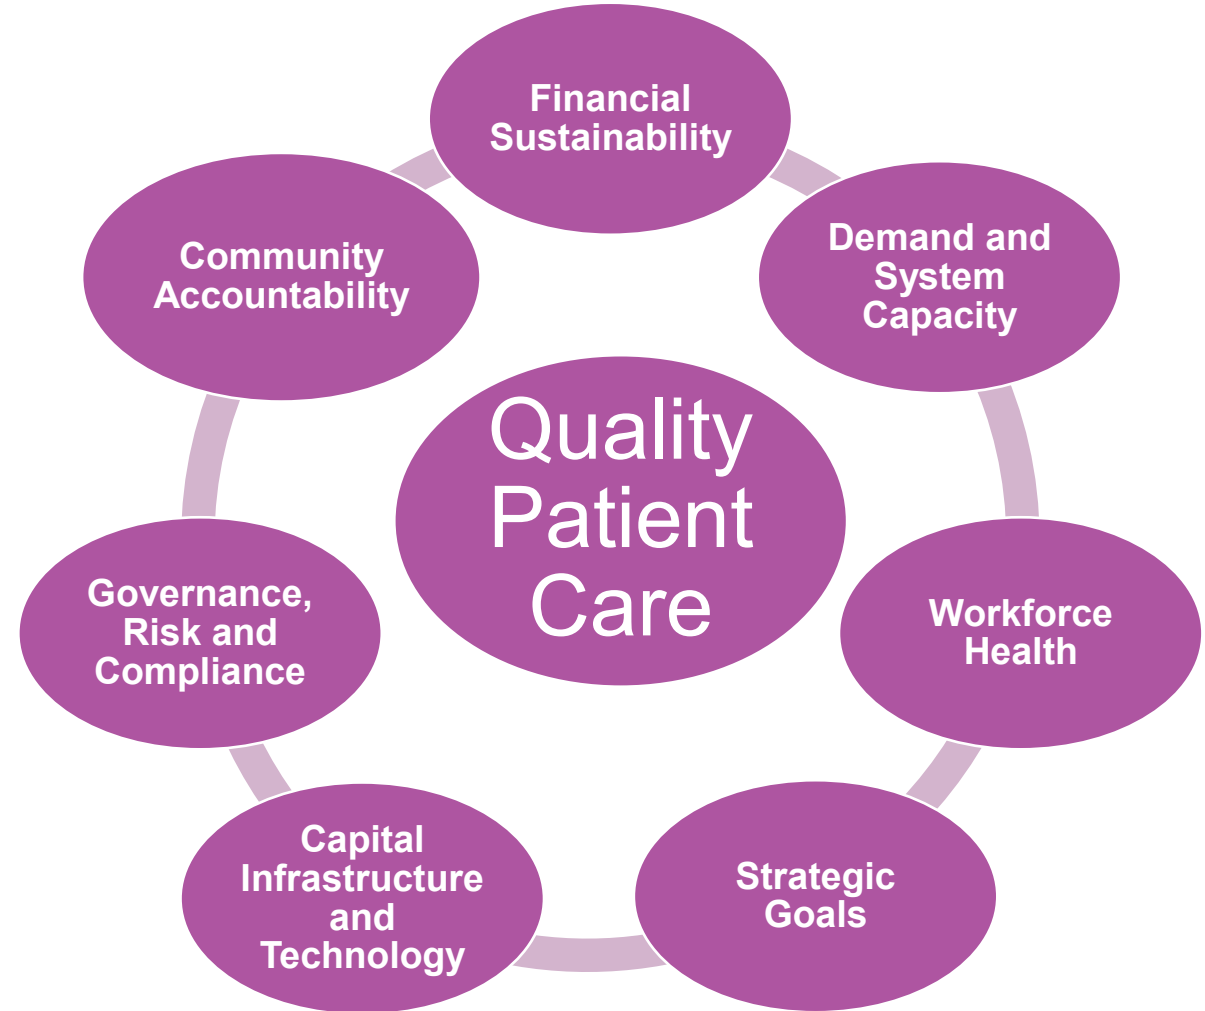 Financial
Sustainability
Demand and
System
Capacity
Workforce
Health
Strategic
Goals
Capital
Infrastructure
and
Technology
Governance,
Risk and
Compliance
Community
Accountability
Quality
Patient
Care